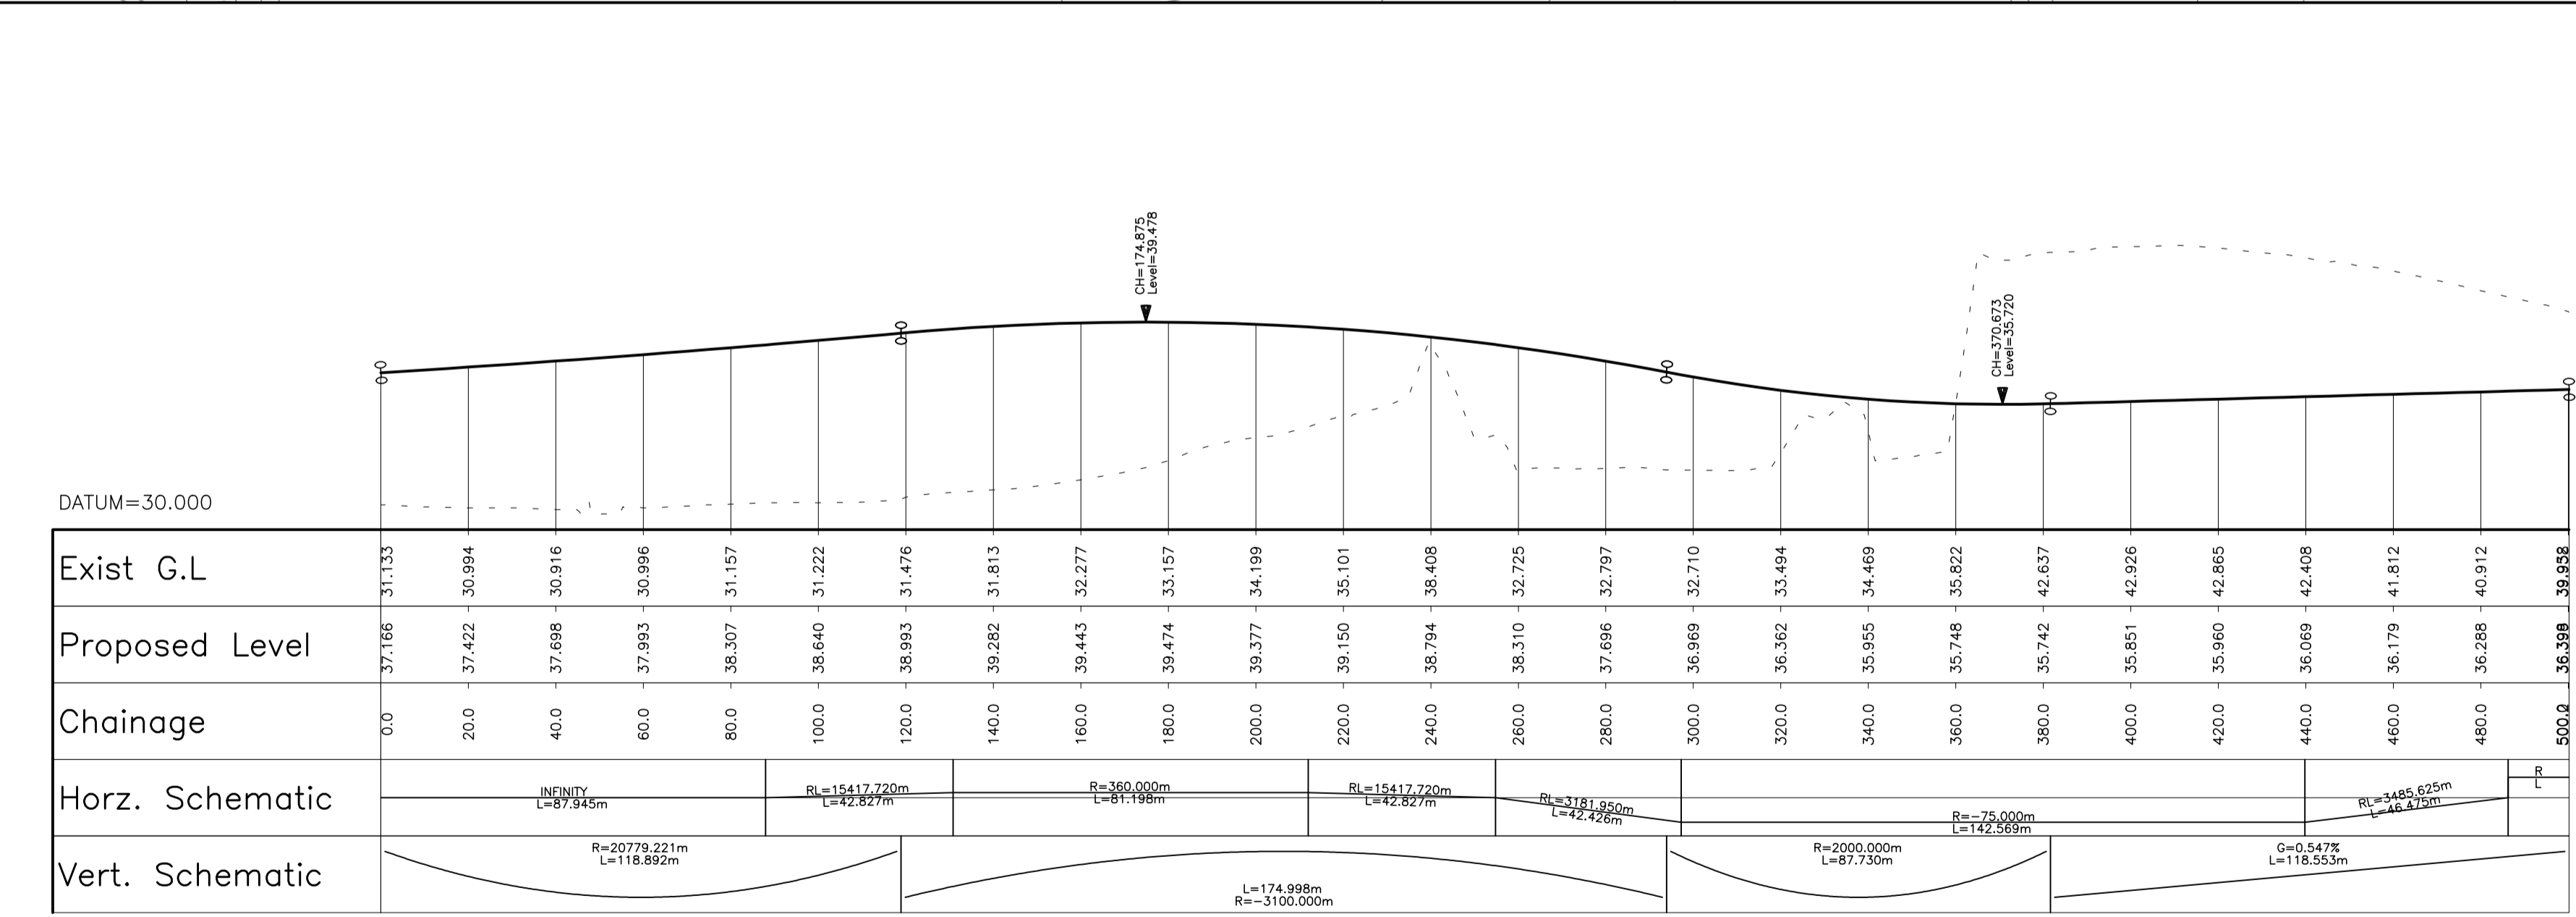 CH=174.875
Level=39.478
CH=370.673
Level=35.720
DATUM=30.000
Exist G.L
31.133 30.994 30.916 30.996 31.157 31.222 31.476 31.813 32.277 33.157 34.199 35.101 38.408 32.725 32.797 32.710 33.494 34.469 35.822 42.637 42.926 42.865 42.408 41.812 40.912
Proposed Level
37.166 37.422 37.698 37.993 38.307 38.640 38.993 39.282 39.443 39.474 39.377 39.150 38.794 38.310 37.696 36.969 36.362 35.955 35.748 35.742 35.851 35.960 36.069 36.179 36.288
Chainage
0.0 20.0 40.0 60.0 80.0 100.0 120.0 140.0 160.0 180.0 200.0 220.0 240.0 260.0 280.0 300.0 320.0 340.0 360.0 380.0 400.0 420.0 440.0 460.0 480.0
Horz. Schematic
INFINITY
L=87.945m
RL=15417.720m
L=42.827m
R=360.000m
L=81.198m
RL=15417.720m
L=42.827m
RL=3181.950m
L=42.426m
R=-75.000m
L=142.569m
RL=3485.625m
L=46.475m
R
L
Vert. Schematic
R=20779.221m
L=118.892m
L=174.998m
R=-3100.000m
R=2000.000m
L=87.730m
G=0.547%
L=118.553m